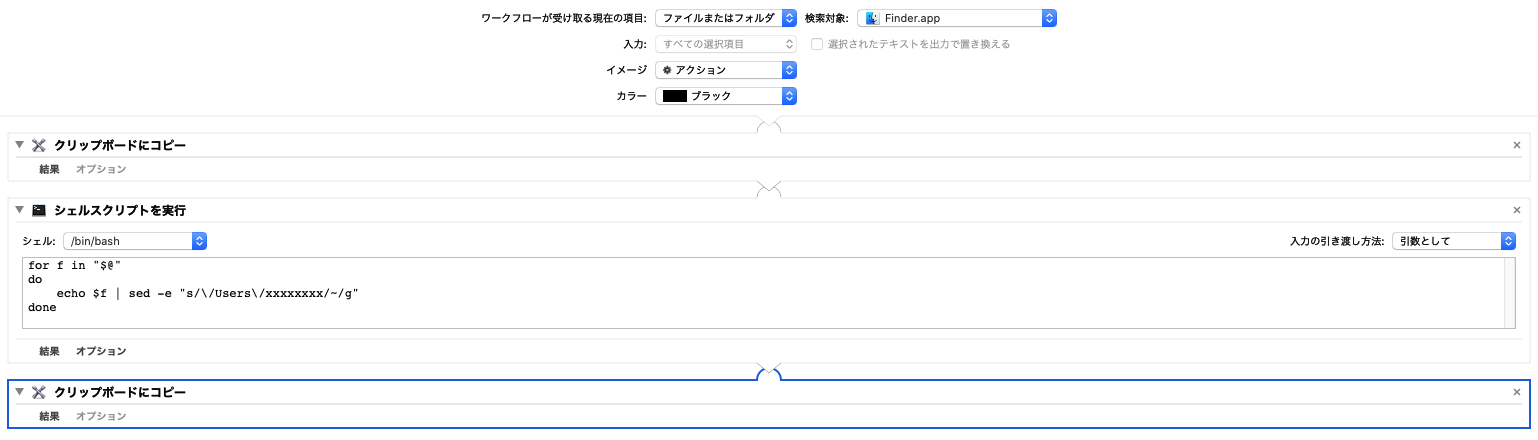 ワークフローが受け取る現在の項目: ファイルまたはフォルダ 検索対象: Finder.app
入力: すべての選択項目 選択されたテキストを出力で置き換える
イメージ アクション
カラー ブラック
クリップボードにコピー
結果 オプション
シェルスクリプトを実行
シェル: /bin/bash 入力の引き渡し方法: 引数として
for f in "$@"
do
    echo $f | sed -e "s/\/Users\/xxxxxxxx/~/g"
done
結果 オプション
クリップボードにコピー
結果 オプション